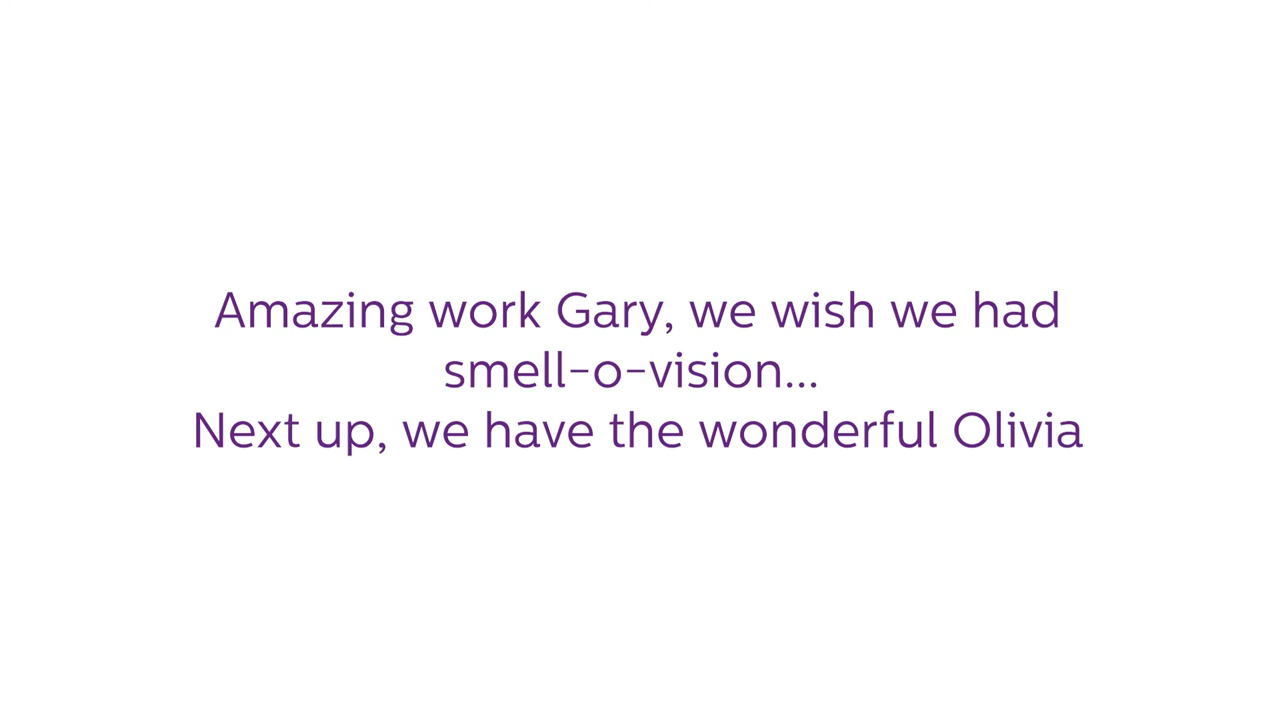 Amazing work Gary, we wish we had
smell-o-vision...
Next up, we have the wonderful Olivia